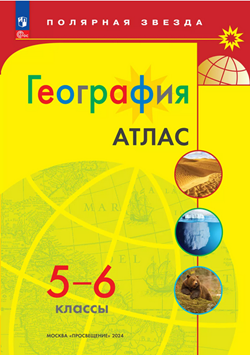 ПОЛЯРНАЯ ЗВЕЗДА
География
АТЛАС
5–6
классы
МОСКВА «ПРОСВЕЩЕНИЕ» 2024